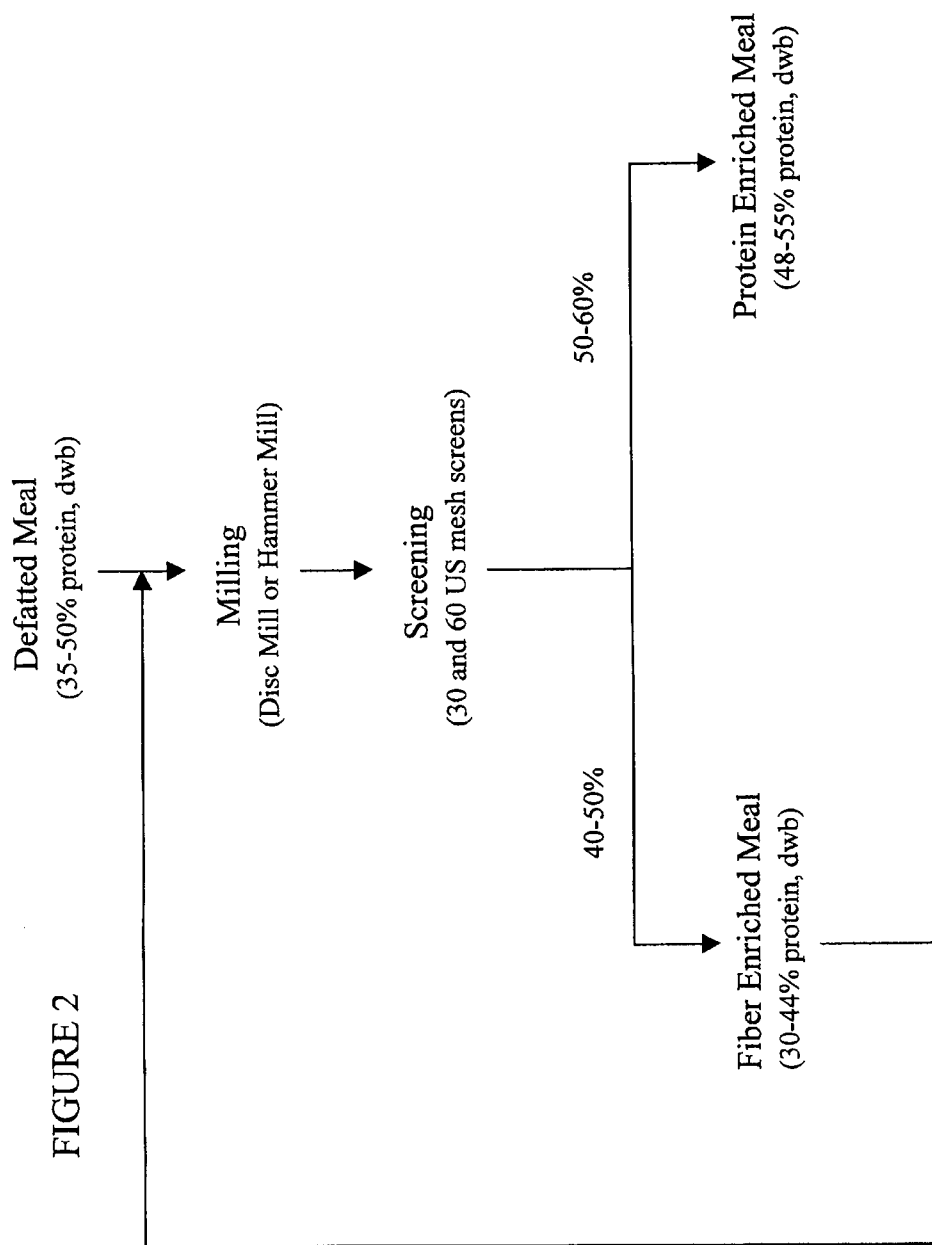 FIGURE 2
Defatted Meal
(35-50% protein, dwb)
Milling
(Disc Mill or Hammer Mill)
Screening
(30 and 60 US mesh screens)
40-50%
50-60%
Fiber Enriched Meal
(30-44% protein, dwb)
Protein Enriched Meal
(48-55% protein, dwb)